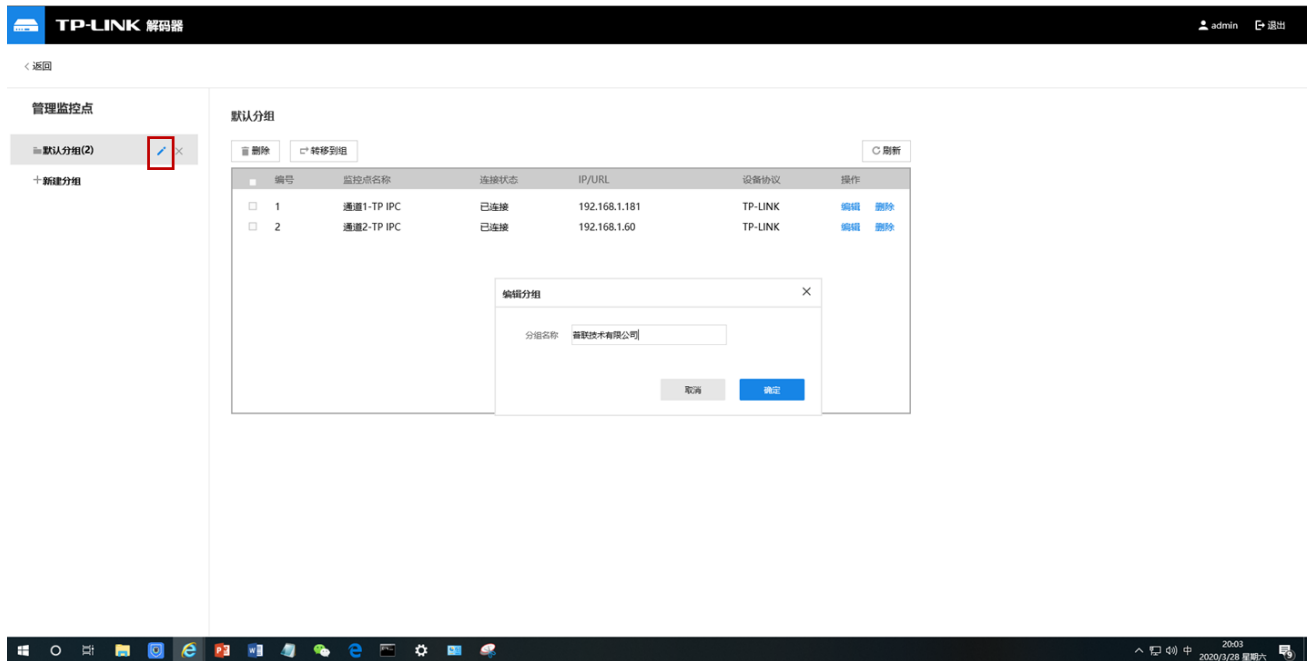 TP-LINK 解码器
admin 退出
< 返回
管理监控点
默认分组
默认分组(2)
删除 转移到组 刷新
+新建分组
编号 监控点名称 连接状态 IP/URL 设备协议 操作
1 通道1-TP IPC 已连接 192.168.1.181 TP-LINK 编辑 删除
2 通道2-TP IPC 已连接 192.168.1.60 TP-LINK 编辑 删除
编辑分组
分组名称 普联技术有限公司
取消 确定
中 20:03
2020/3/28 星期六